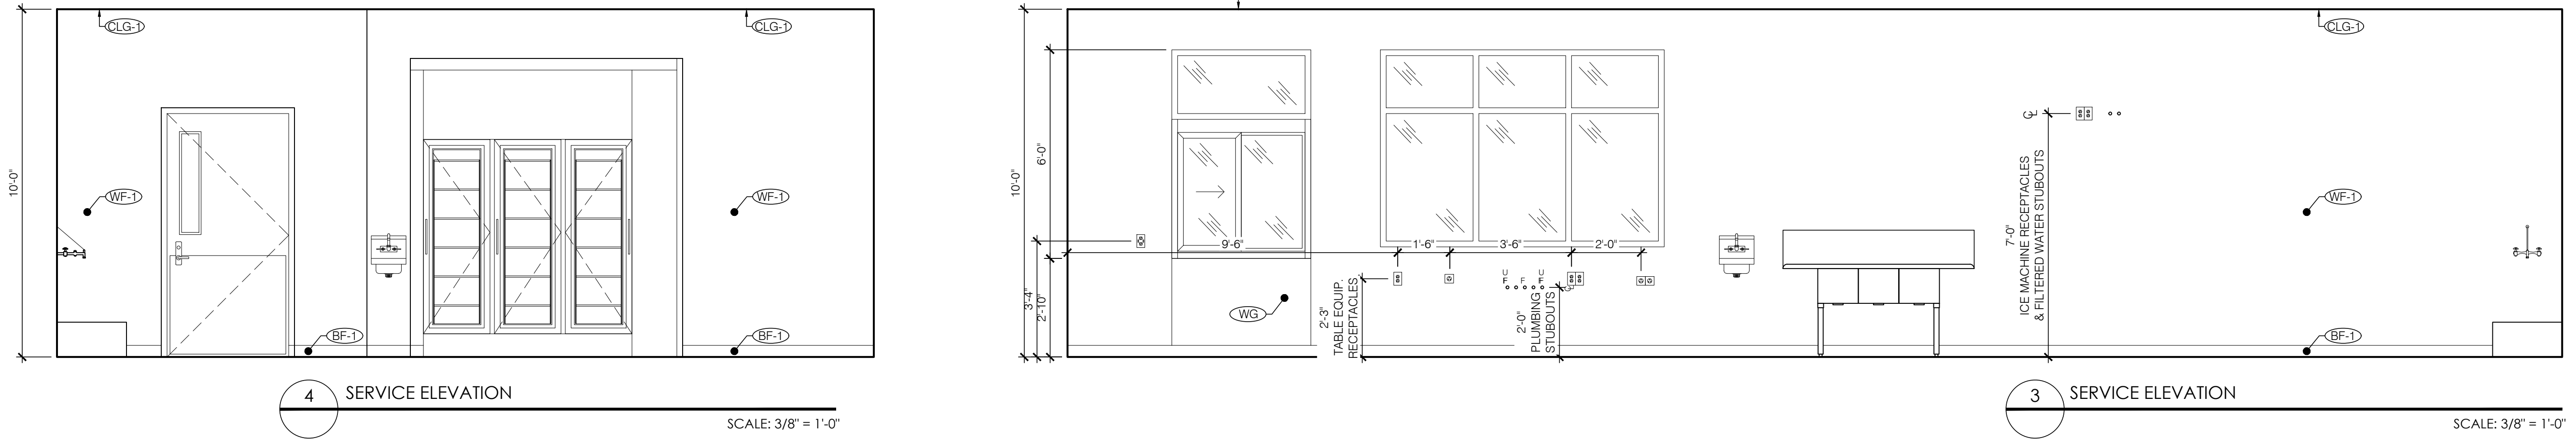 CLG-1
CLG-1
10'-0"
WF-1
WF-1
BF-1
BF-1
4
SERVICE ELEVATION
SCALE: 3/8" = 1'-0"
CLG-1
10'-0"
6'-0"
3'-4"
2'-10"
9'-6"
1'-6"
3'-6"
2'-0"
WG
2'-3"
TABLE EQUIP.
RECEPTACLES
U
F
F
U
F
2'-0"
PLUMBING
STUBOUTS
CL
7'-0"
ICE MACHINE RECEPTACLES
& FILTERED WATER STUBOUTS
WF-1
BF-1
3
SERVICE ELEVATION
SCALE: 3/8" = 1'-0"